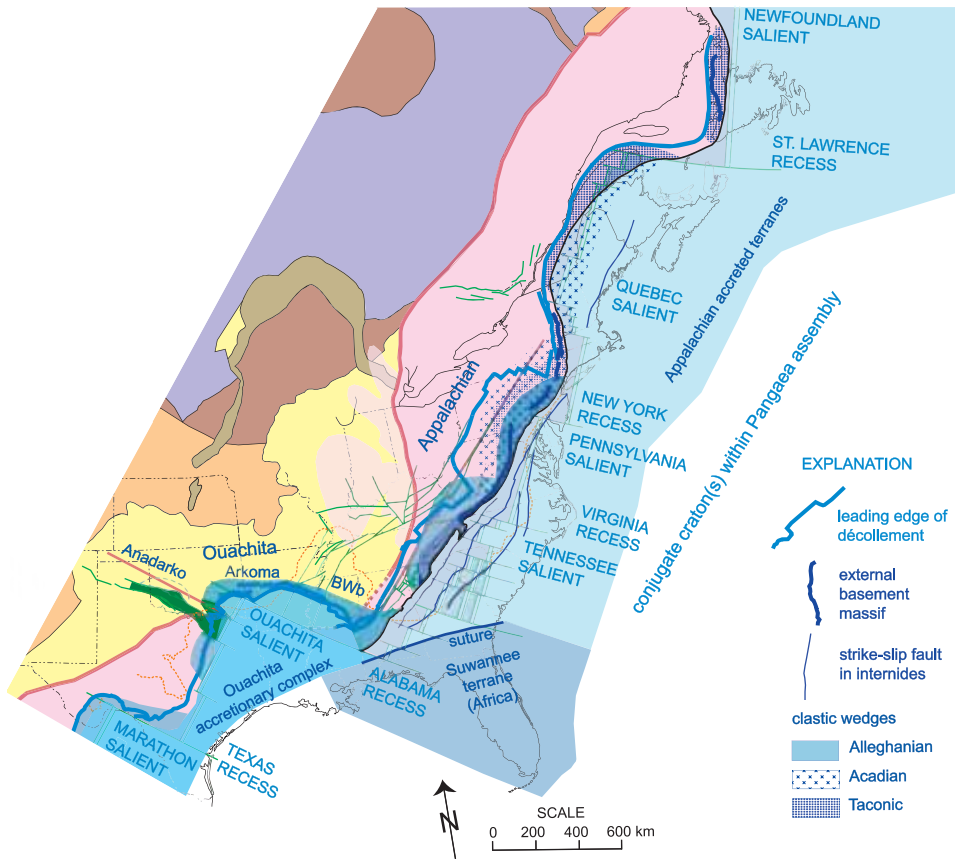 NEWFOUNDLAND
SALIENT
ST. LAWRENCE
RECESS
QUEBEC
SALIENT
Appalachian accreted terranes
Appalachian
NEW YORK
RECESS
PENNSYLVANIA
SALIENT
VIRGINIA
RECESS
TENNESSEE
SALIENT
conjugate craton(s) within Pangaea assembly
Ouachita
Anadarko
Arkoma
BWb
OUACHITA
SALIENT
Ouachita
accretionary complex
ALABAMA
RECESS
suture
Suwannee
terrane
(Africa)
MARATHON
SALIENT
TEXAS
RECESS
EXPLANATION
leading edge of
décollement
external
basement
massif
strike-slip fault
in internides
clastic wedges
Alleghanian
Acadian
Taconic
N
SCALE
0 200 400 600 km